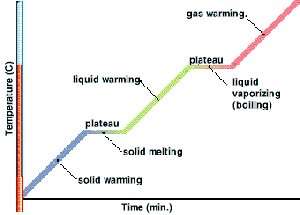 gas warming
plateau
liquid warming
liquid
vaporizing
(boiling)
plateau
solid melting
solid warming
Temperature (C)
Time (min.)